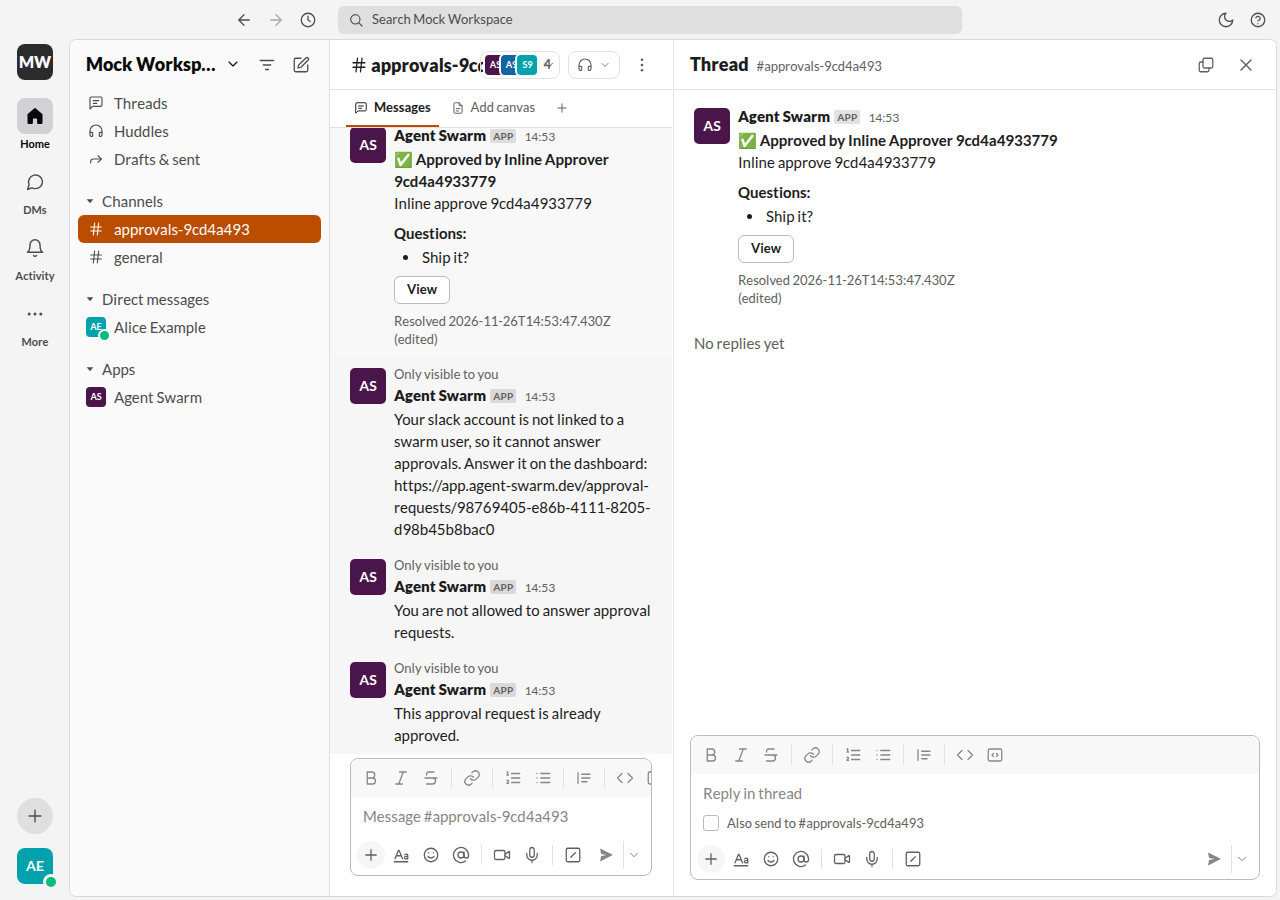 Search Mock Workspace
MW
Home
DMs
Activity
More
AE
Mock Worksp...
Threads
Huddles
Drafts & sent
Channels
approvals-9cd4a493
general
Direct messages
AE Alice Example
Apps
AS Agent Swarm
# approvals-9cd
AS S9 4
Messages
Add canvas
AS
Agent Swarm APP 14:53
✅ Approved by Inline Approver
9cd4a4933779
Inline approve 9cd4a4933779
Questions:
• Ship it?
View
Resolved 2026-11-26T14:53:47.430Z
(edited)
Only visible to you
AS
Agent Swarm APP 14:53
Your slack account is not linked to a
swarm user, so it cannot answer
approvals. Answer it on the dashboard:
https://app.agent-swarm.dev/approval-
requests/98769405-e86b-4111-8205-
d98b45b8bac0
Only visible to you
AS
Agent Swarm APP 14:53
You are not allowed to answer approval
requests.
Only visible to you
AS
Agent Swarm APP 14:53
This approval request is already
approved.
Message #approvals-9cd4a493
Aa
Thread #approvals-9cd4a493
AS
Agent Swarm APP 14:53
✅ Approved by Inline Approver 9cd4a4933779
Inline approve 9cd4a4933779
Questions:
• Ship it?
View
Resolved 2026-11-26T14:53:47.430Z
(edited)
No replies yet
Reply in thread
Also send to #approvals-9cd4a493
Aa